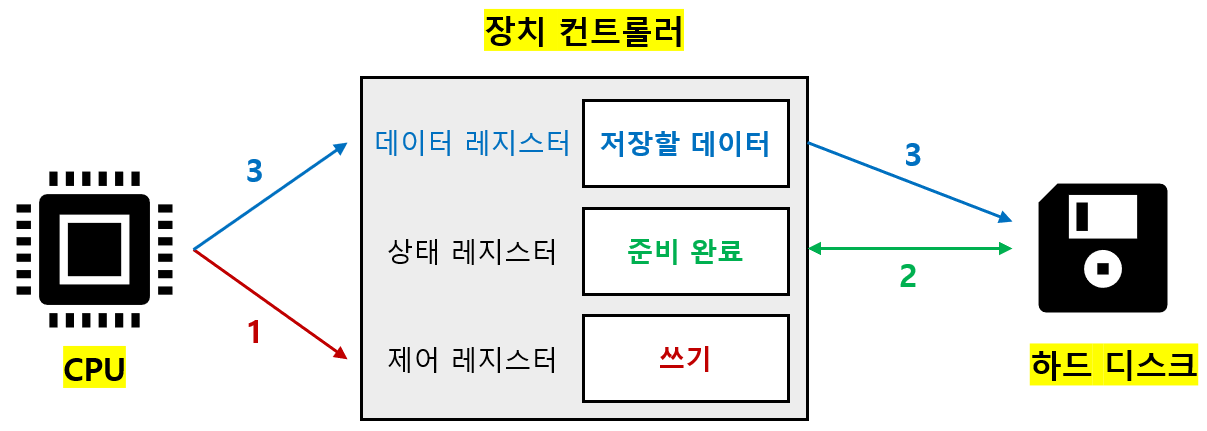 장치 컨트롤러
데이터 레지스터 저장할 데이터
3
3
상태 레지스터 준비 완료
2
1
제어 레지스터 쓰기
CPU
하드 디스크